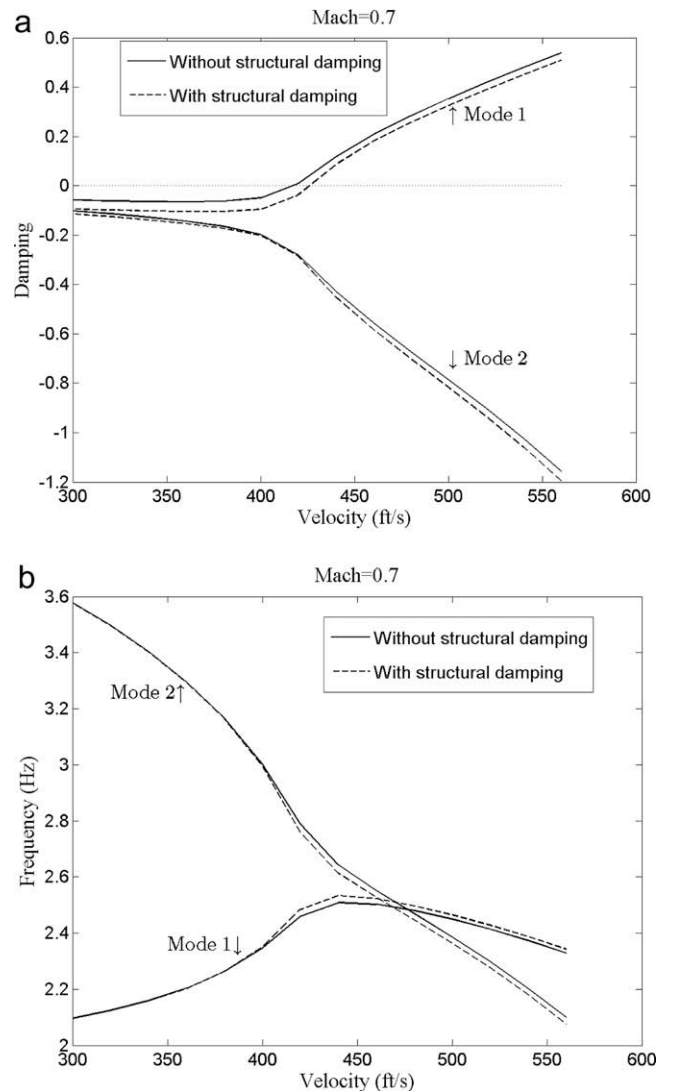 a
Mach=0.7
0.6
0.4
0.2
0
-0.2
-0.4
-0.6
-0.8
-1
-1.2
Damping
Without structural damping
With structural damping
↑ Mode 1
↓ Mode 2
300 350 400 450 500 550 600
Velocity (ft/s)
b
Mach=0.7
3.6
3.4
3.2
3
2.8
2.6
2.4
2.2
2
Frequency (Hz)
Without structural damping
With structural damping
Mode 2↑
Mode 1↓
300 350 400 450 500 550 600
Velocity (ft/s)